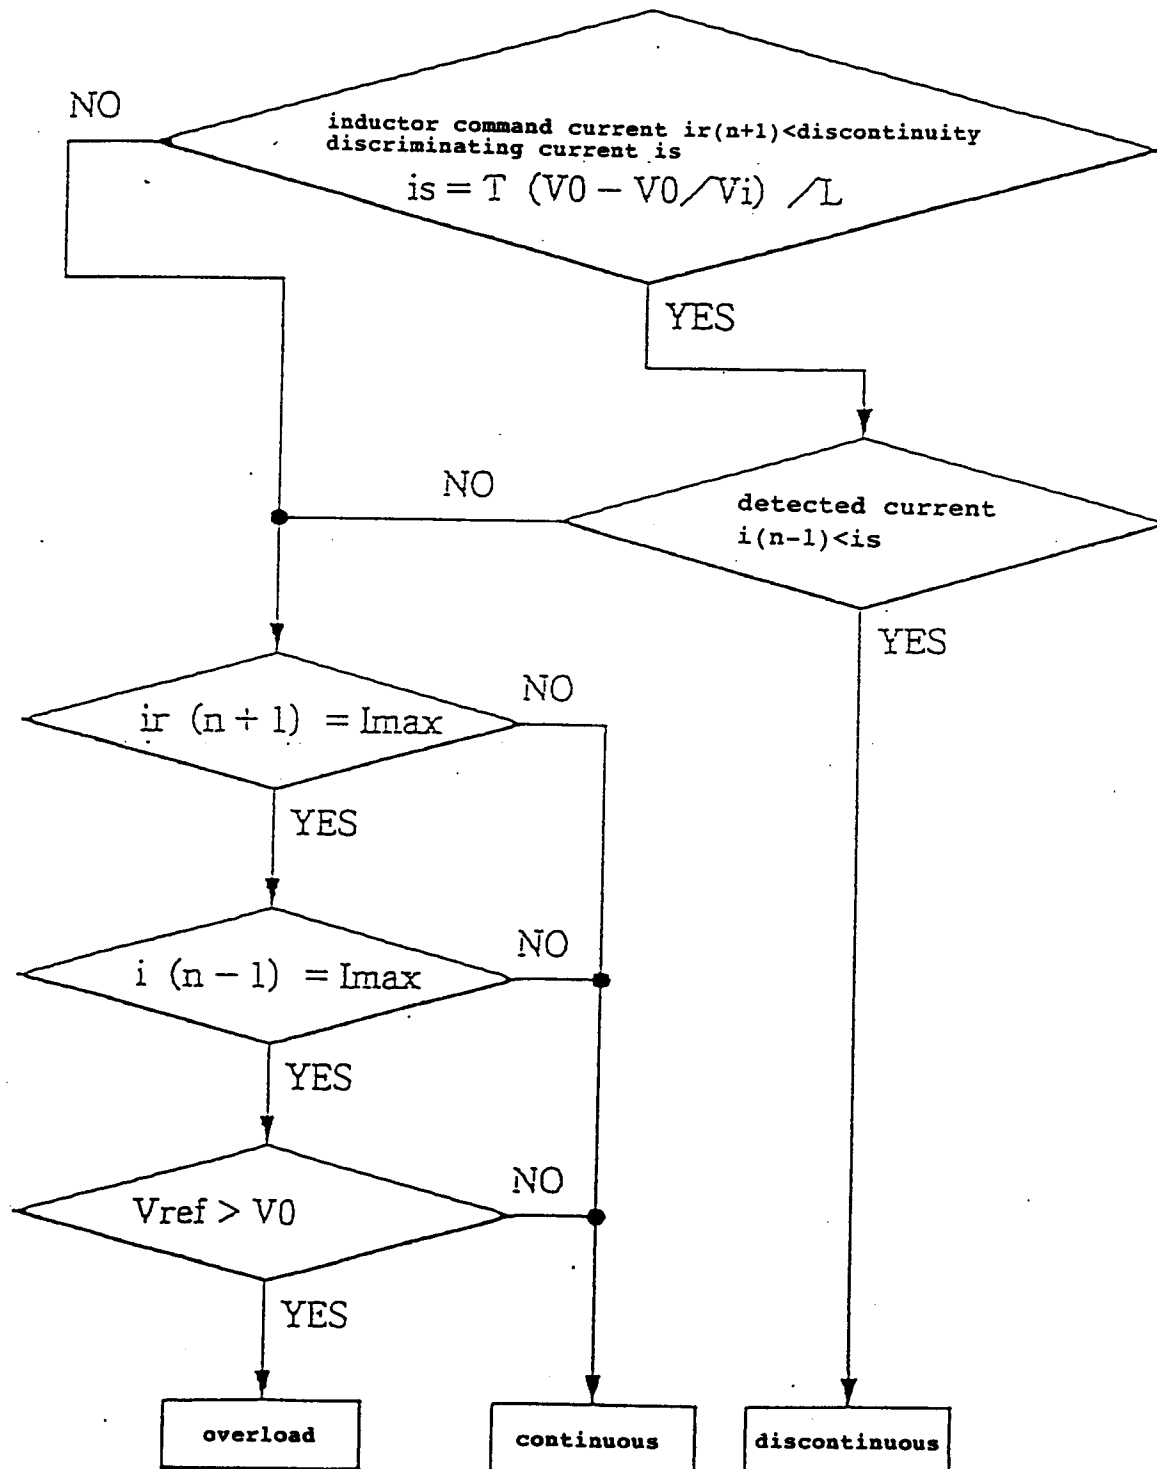 NO
inductor command current ir(n+1)<discontinuity
discriminating current is
is = T (V0 − V0/Vi) /L
YES
NO
detected current
i(n-1)<is
YES
NO
ir (n + 1) = Imax
YES
NO
i (n − 1) = Imax
YES
NO
Vref > V0
YES
overload
continuous
discontinuous